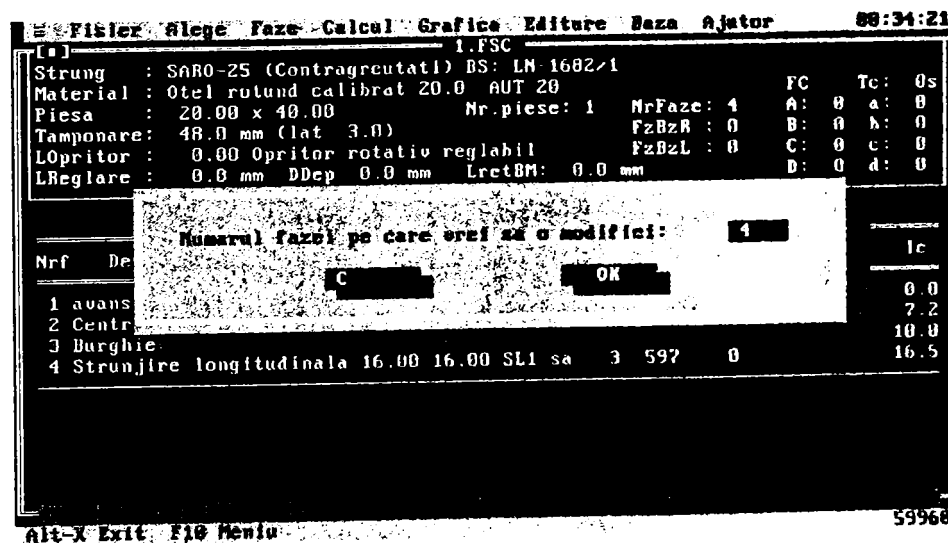 ≡ Fisier Alege Faze Calcul Grafica Editure Baza Ajutor 00:34:21
[■] 1.FSC
Strung : SARO-25 (Contragreutati) BS: LN-1682/1
Material : Otel rotund calibrat 20.0 AUT 20 FC Tc: 0s
Piesa : 20.00 x 40.00 Nr.piese: 1 NrFaze: 4 A: 0 a: 0
Tamponare: 48.0 mm (lat 3.0) FzBzR : 0 B: 0 b: 0
LOpritor : 0.00 Opritor rotativ reglabil FzBzL : 0 C: 0 c: 0
LReglare : 0.0 mm DDep 0.0 mm LretBM: 0.0 mm D: 0 d: 0
Numarul fazei pe care vrei sa o modifici: 4
Nrf De lc
C OK
1 avans 0.0
2 Centr 7.2
3 Burghie 10.0
4 Strunjire longitudinala 16.00 16.00 SL1 sa 3 597 0 16.5
Alt-X Exit F10 Meniu 59960